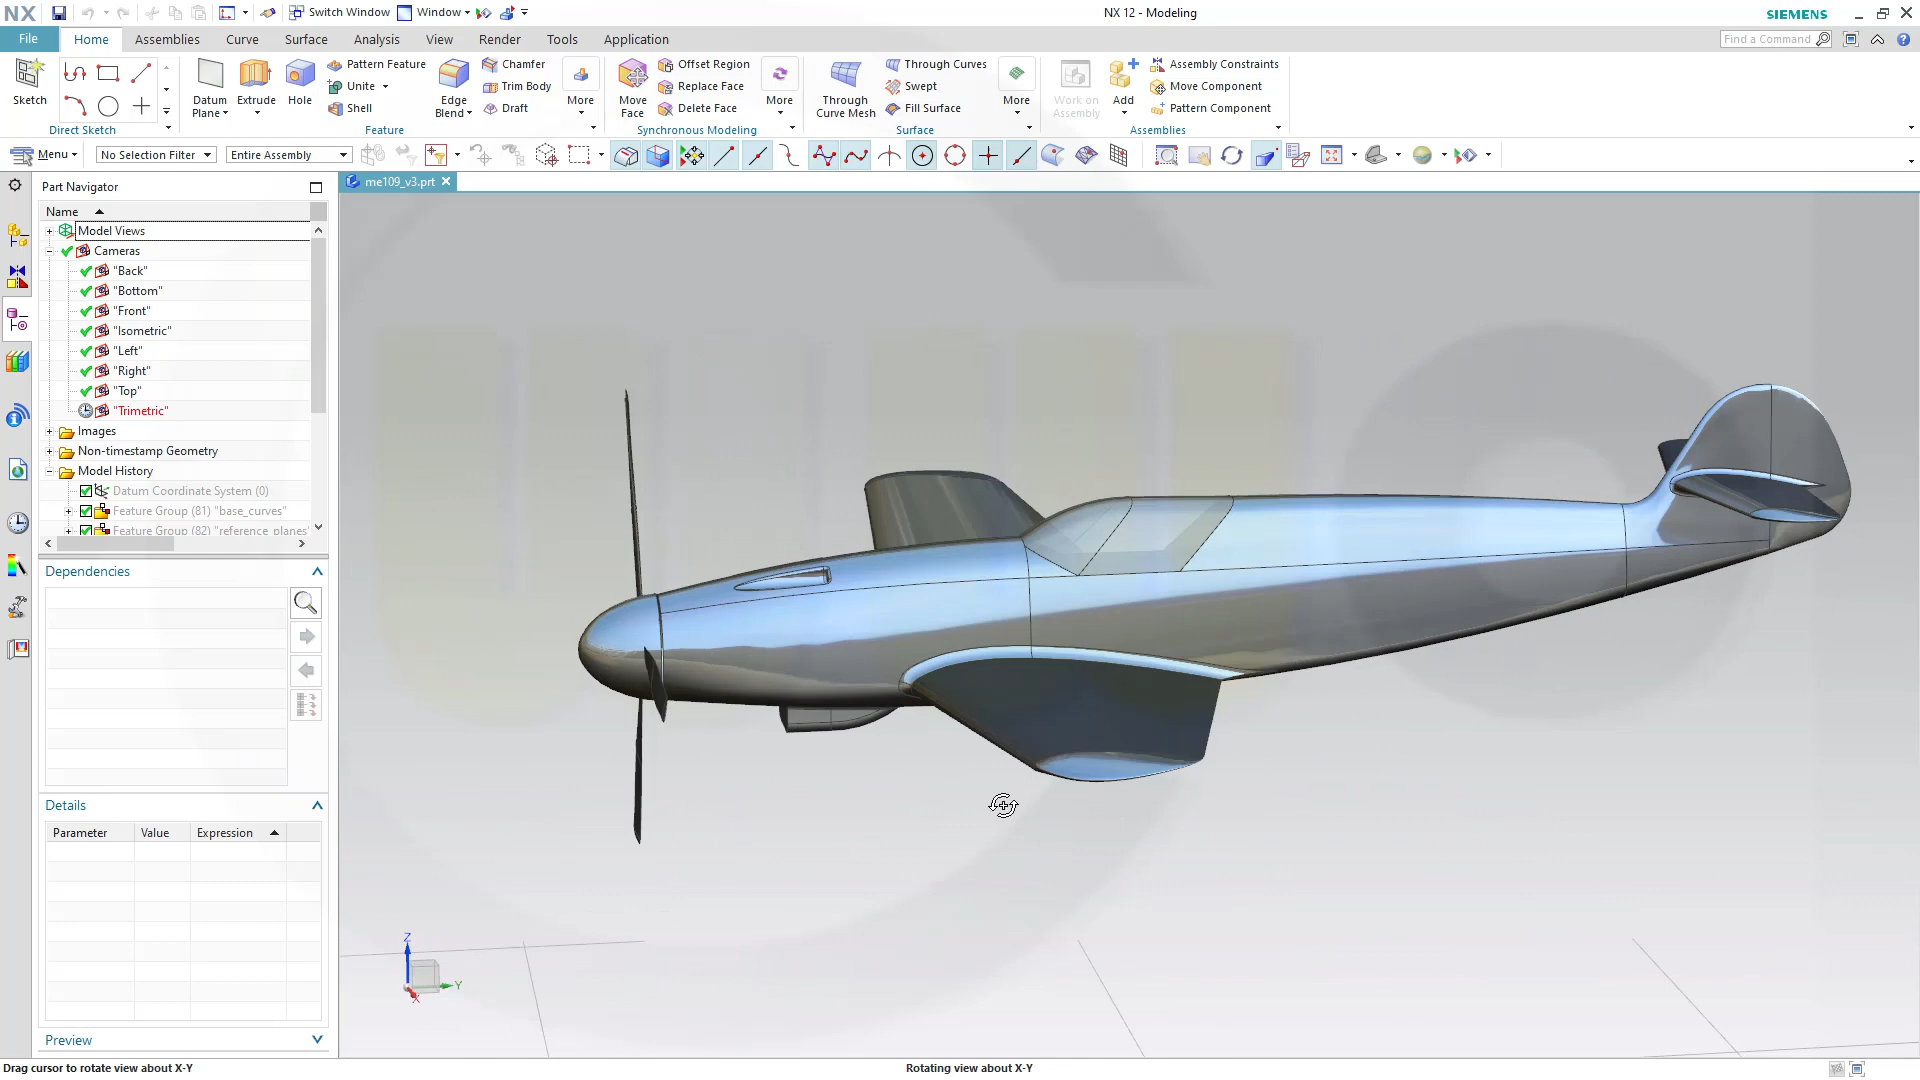 NX
Switch Window
Window
NX 12 - Modeling
SIEMENS
File
Home
Assemblies
Curve
Surface
Analysis
View
Render
Tools
Application
Find a Command
Sketch
Direct Sketch
Datum
Plane
Extrude
Hole
Pattern Feature
Unite
Shell
Edge
Blend
Chamfer
Trim Body
Draft
More
Feature
Move
Face
Offset Region
Replace Face
Delete Face
More
Synchronous Modeling
Through
Curve Mesh
Through Curves
Swept
Fill Surface
More
Surface
Work on
Assembly
Add
Assembly Constraints
Move Component
Pattern Component
Assemblies
Menu
No Selection Filter
Entire Assembly
Part Navigator
me109_v3.prt
Name
Model Views
Cameras
"Back"
"Bottom"
"Front"
"Isometric"
"Left"
"Right"
"Top"
"Trimetric"
Images
Non-timestamp Geometry
Model History
Datum Coordinate System (0)
Feature Group (81) "base_curves"
Feature Group (82) "reference_planes"
Dependencies
Details
Parameter
Value
Expression
Preview
Z
Y
X
Drag cursor to rotate view about X-Y
Rotating view about X-Y